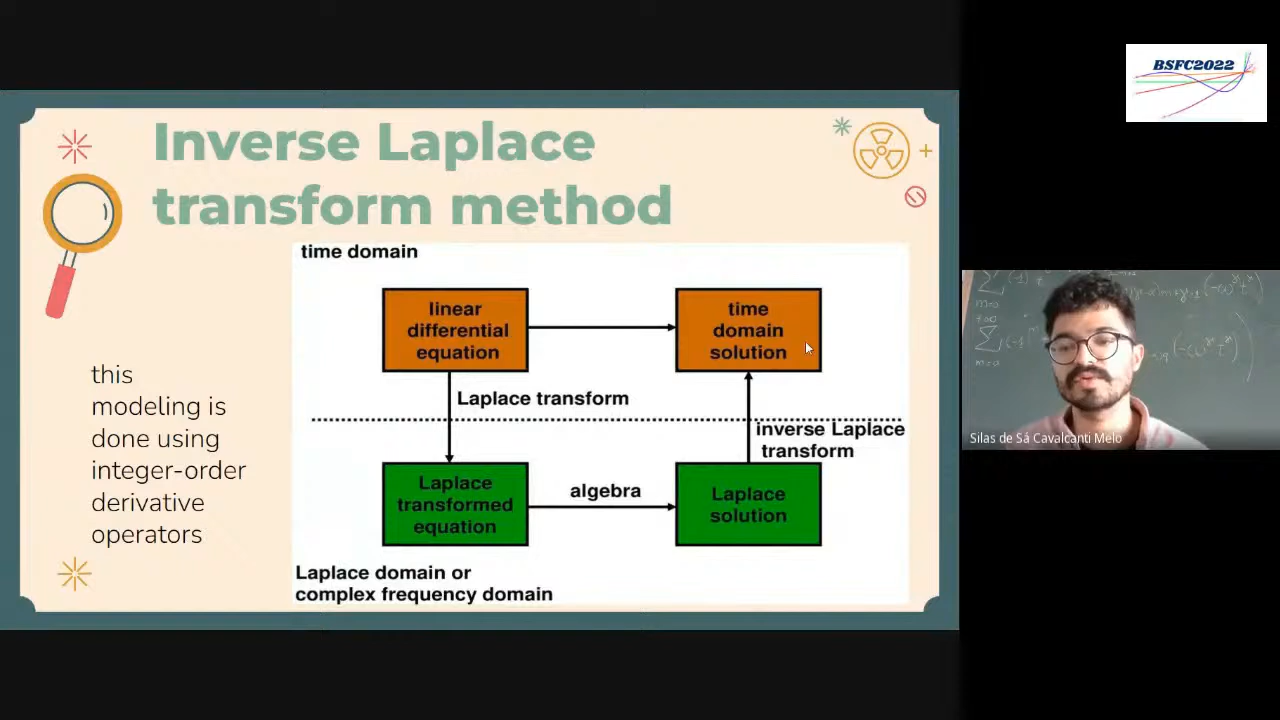 BSFC2022
Inverse Laplace
transform method
time domain
linear
differential
equation
time
domain
solution
Laplace transform
inverse Laplace
transform
Laplace
transformed
equation
algebra
Laplace
solution
Laplace domain or
complex frequency domain
this
modeling is
done using
integer-order
derivative
operators
Silas de Sá Cavalcanti Melo